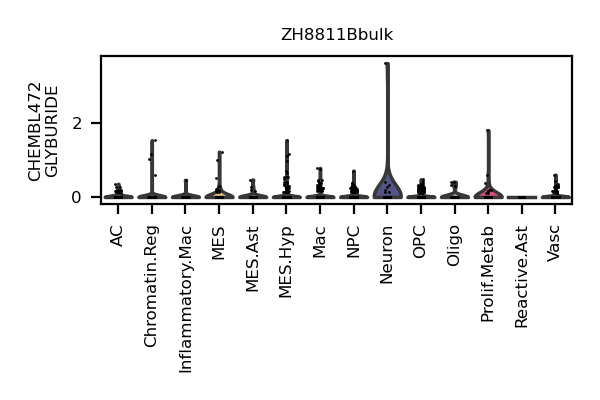 ZH8811Bbulk
CHEMBL472
GLYBURIDE
2
0
AC
Chromatin.Reg
Inflammatory.Mac
MES
MES.Ast
MES.Hyp
Mac
NPC
Neuron
OPC
Oligo
Prolif.Metab
Reactive.Ast
Vasc